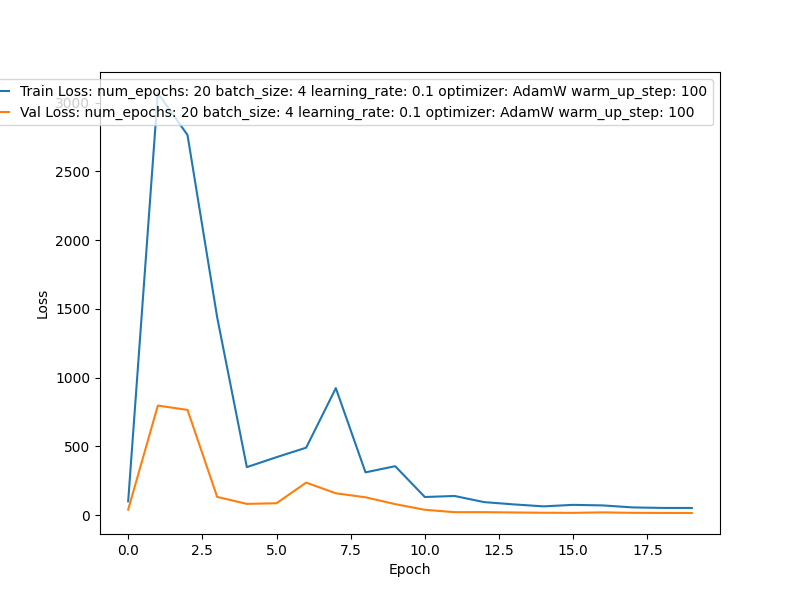 Train Loss: num_epochs: 20 batch_size: 4 learning_rate: 0.1 optimizer: AdamW warm_up_step: 100
Val Loss: num_epochs: 20 batch_size: 4 learning_rate: 0.1 optimizer: AdamW warm_up_step: 100
3000
2500
2000
1500
1000
500
0
Loss
0.0 2.5 5.0 7.5 10.0 12.5 15.0 17.5
Epoch